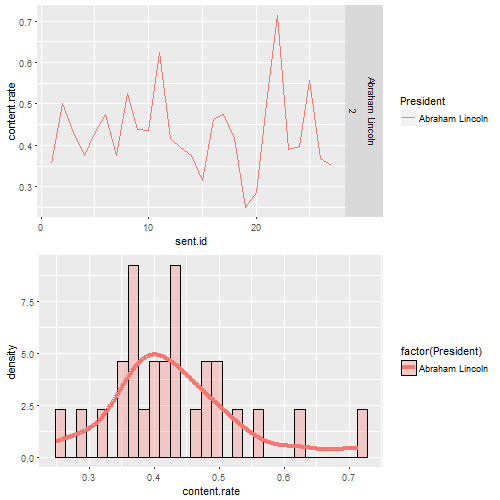 0.7
0.6
0.5
0.4
0.3
content.rate
0
10
20
sent.id
Abraham Lincoln
2
President
Abraham Lincoln
7.5
5.0
2.5
0.0
density
0.3
0.4
0.5
0.6
0.7
content.rate
factor(President)
Abraham Lincoln